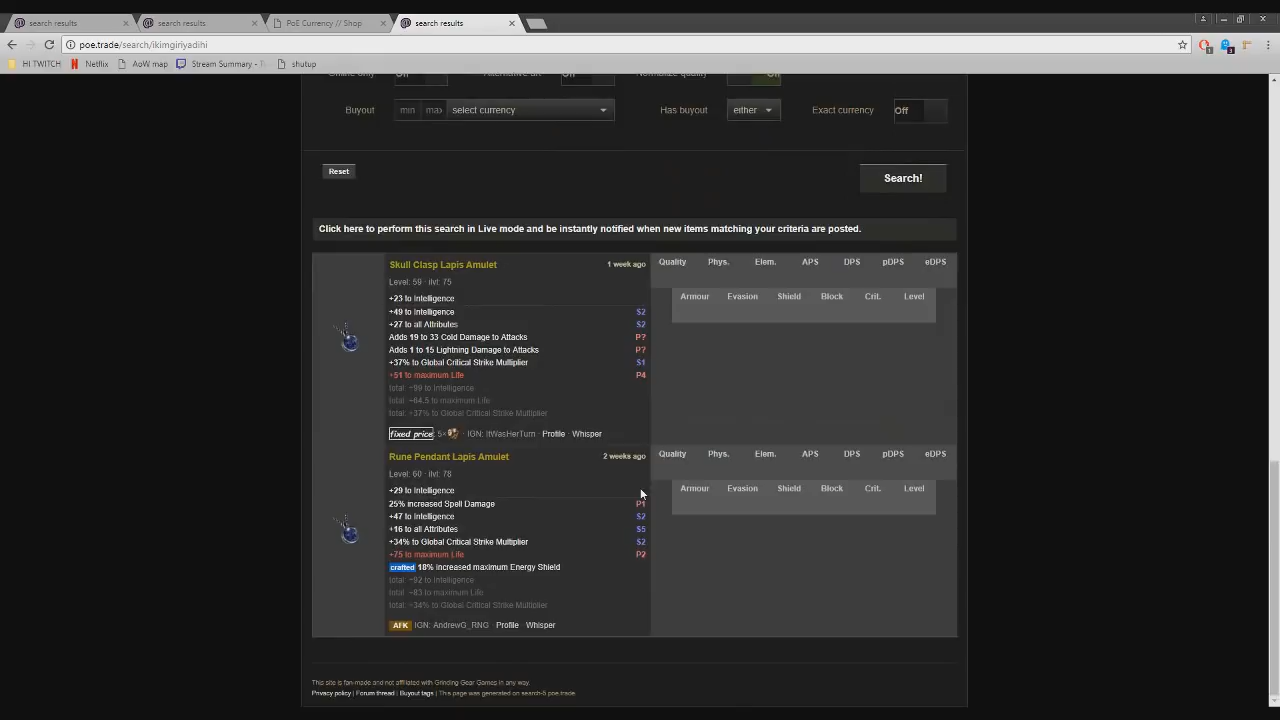 search results
search results
PoE Currency // Shop
search results
poe.trade/search/ikimgiriyadihi
HI TWITCH
Netflix
AoW map
Stream Summary - 
shutup
Buyout min max select currency Has buyout either Exact currency Off
Reset
Search!
Click here to perform this search in Live mode and be instantly notified when new items matching your criteria are posted.
Skull Clasp Lapis Amulet 1 week ago
Quality Phys. Elem. APS DPS pDPS eDPS
Level: 59 · ilvl: 75
Armour Evasion Shield Block Crit. Level
+23 to Intelligence
+49 to Intelligence S2
+27 to all Attributes S2
Adds 19 to 33 Cold Damage to Attacks P?
Adds 1 to 15 Lightning Damage to Attacks P?
+37% to Global Critical Strike Multiplier S1
+51 to maximum Life P4
total: ~99 to Intelligence
total: ~64.5 to maximum Life
total: ~37% to Global Critical Strike Multiplier
fixed price: 5× · IGN: ItWasHerTurn · Profile · Whisper
Rune Pendant Lapis Amulet 2 weeks ago
Quality Phys. Elem. APS DPS pDPS eDPS
Level: 60 · ilvl: 78
Armour Evasion Shield Block Crit. Level
+29 to Intelligence
25% increased Spell Damage P1
+47 to Intelligence S2
+16 to all Attributes S5
+34% to Global Critical Strike Multiplier S2
+75 to maximum Life P2
crafted 18% increased maximum Energy Shield
total: ~92 to Intelligence
total: ~83 to maximum Life
total: ~34% to Global Critical Strike Multiplier
AFK IGN: AndrewG_RNG · Profile · Whisper
This site is fan-made and not affiliated with Grinding Gear Games in any way.
Privacy policy | Forum thread | Buyout tags | This page was generated on search-5.poe.trade.